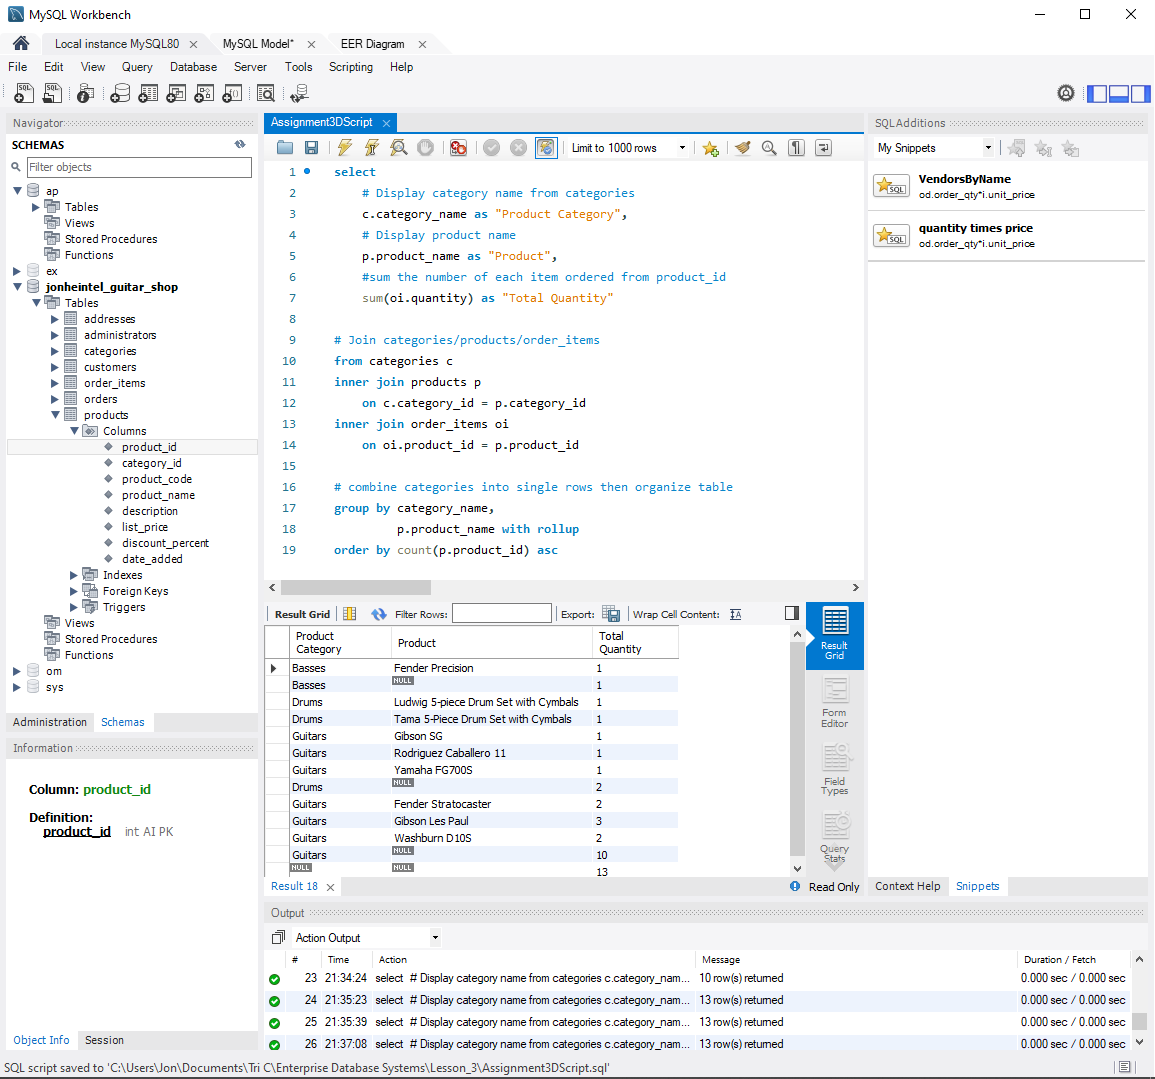 MySQL Workbench
Local instance MySQL80
MySQL Model*
EER Diagram
File Edit View Query Database Server Tools Scripting Help
Navigator
SCHEMAS
Filter objects
ap
Tables
Views
Stored Procedures
Functions
ex
jonheintel_guitar_shop
Tables
addresses
administrators
categories
customers
order_items
orders
products
Columns
product_id
category_id
product_code
product_name
description
list_price
discount_percent
date_added
Indexes
Foreign Keys
Triggers
Views
Stored Procedures
Functions
om
sys
Administration Schemas
Information
Column: product_id
Definition:
product_id int AI PK
Object Info Session
Assignment3DScript
Limit to 1000 rows
1 select
2 # Display category name from categories
3 c.category_name as "Product Category",
4 # Display product name
5 p.product_name as "Product",
6 #sum the number of each item ordered from product_id
7 sum(oi.quantity) as "Total Quantity"
8
9 # Join categories/products/order_items
10 from categories c
11 inner join products p
12 on c.category_id = p.category_id
13 inner join order_items oi
14 on oi.product_id = p.product_id
15
16 # combine categories into single rows then organize table
17 group by category_name,
18 p.product_name with rollup
19 order by count(p.product_id) asc
Result Grid Filter Rows: Export: Wrap Cell Content:
Product Category Product Total Quantity
Basses Fender Precision 1
Basses NULL 1
Drums Ludwig 5-piece Drum Set with Cymbals 1
Drums Tama 5-Piece Drum Set with Cymbals 1
Guitars Gibson SG 1
Guitars Rodriguez Caballero 11 1
Guitars Yamaha FG700S 1
Drums NULL 2
Guitars Fender Stratocaster 2
Guitars Gibson Les Paul 3
Guitars Washburn D10S 2
Guitars NULL 10
NULL NULL 13
Result Grid
Form Editor
Field Types
Query Stats
Result 18
Read Only
SQL Additions
My Snippets
SQL
VendorsByName
od.order_qty*i.unit_price
SQL
quantity times price
od.order_qty*i.unit_price
Context Help Snippets
Output
Action Output
# Time Action Message Duration / Fetch
23 21:34:24 select # Display category name from categories c.category_nam... 10 row(s) returned 0.000 sec / 0.000 sec
24 21:35:23 select # Display category name from categories c.category_nam... 13 row(s) returned 0.000 sec / 0.000 sec
25 21:35:39 select # Display category name from categories c.category_nam... 13 row(s) returned 0.000 sec / 0.000 sec
26 21:37:08 select # Display category name from categories c.category_nam... 13 row(s) returned 0.000 sec / 0.000 sec
SQL script saved to 'C:\Users\Jon\Documents\Tri C\Enterprise Database Systems\Lesson_3\Assignment3DScript.sql'